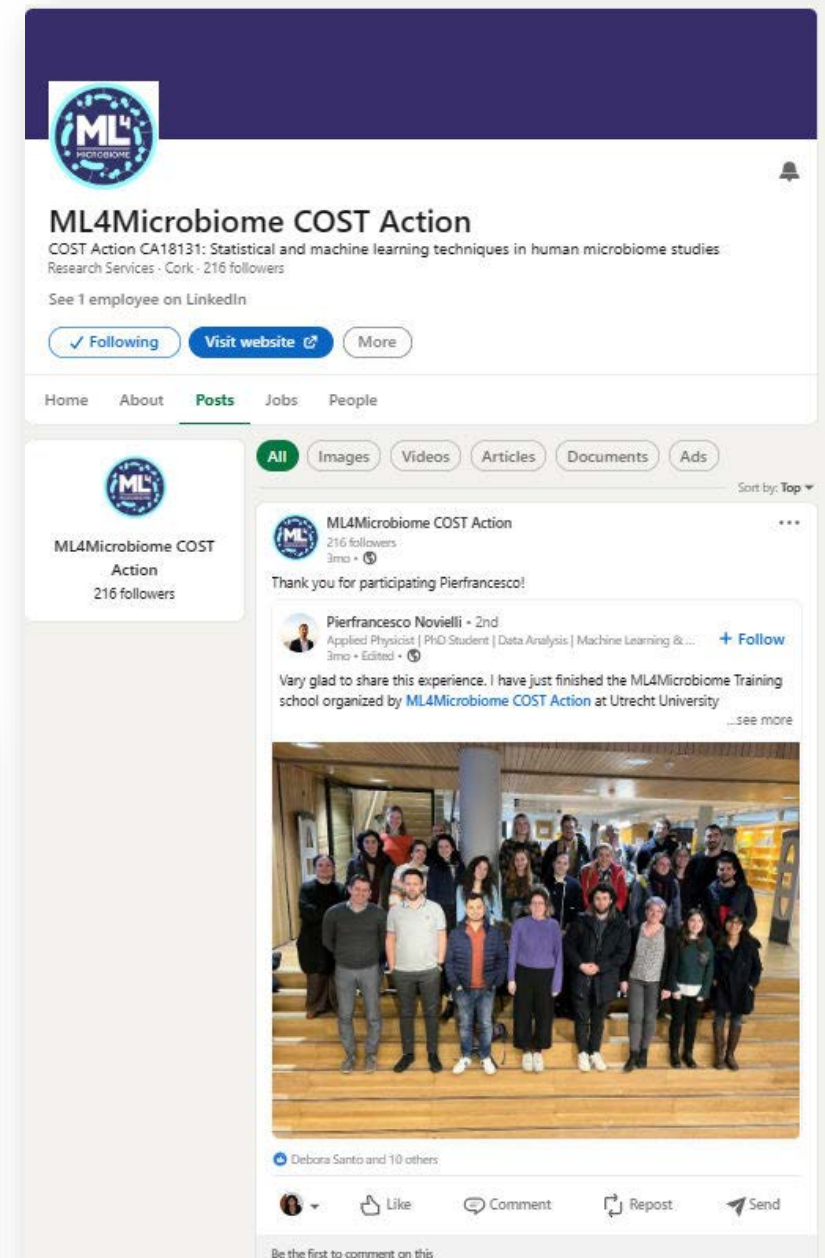 ML4
MICROBIOME
ML4Microbiome COST Action
COST Action CA18131: Statistical and machine learning techniques in human microbiome studies
Research Services · Cork · 216 followers
See 1 employee on LinkedIn
✓ Following Visit website More
Home About Posts Jobs People
ML4
ML4Microbiome COST
Action
216 followers
All Images Videos Articles Documents Ads
Sort by: Top
ML4
ML4Microbiome COST Action
216 followers
3mo •
Thank you for participating Pierfrancesco!
Pierfrancesco Novielli • 2nd
Applied Physicist | PhD Student | Data Analysis | Machine Learning & ...
+ Follow
3mo • Edited •
Vary glad to share this experience. I have just finished the ML4Microbiome Training
school organized by ML4Microbiome COST Action at Utrecht University
...see more
Debora Santo and 10 others
Like Comment Repost Send
Be the first to comment on this